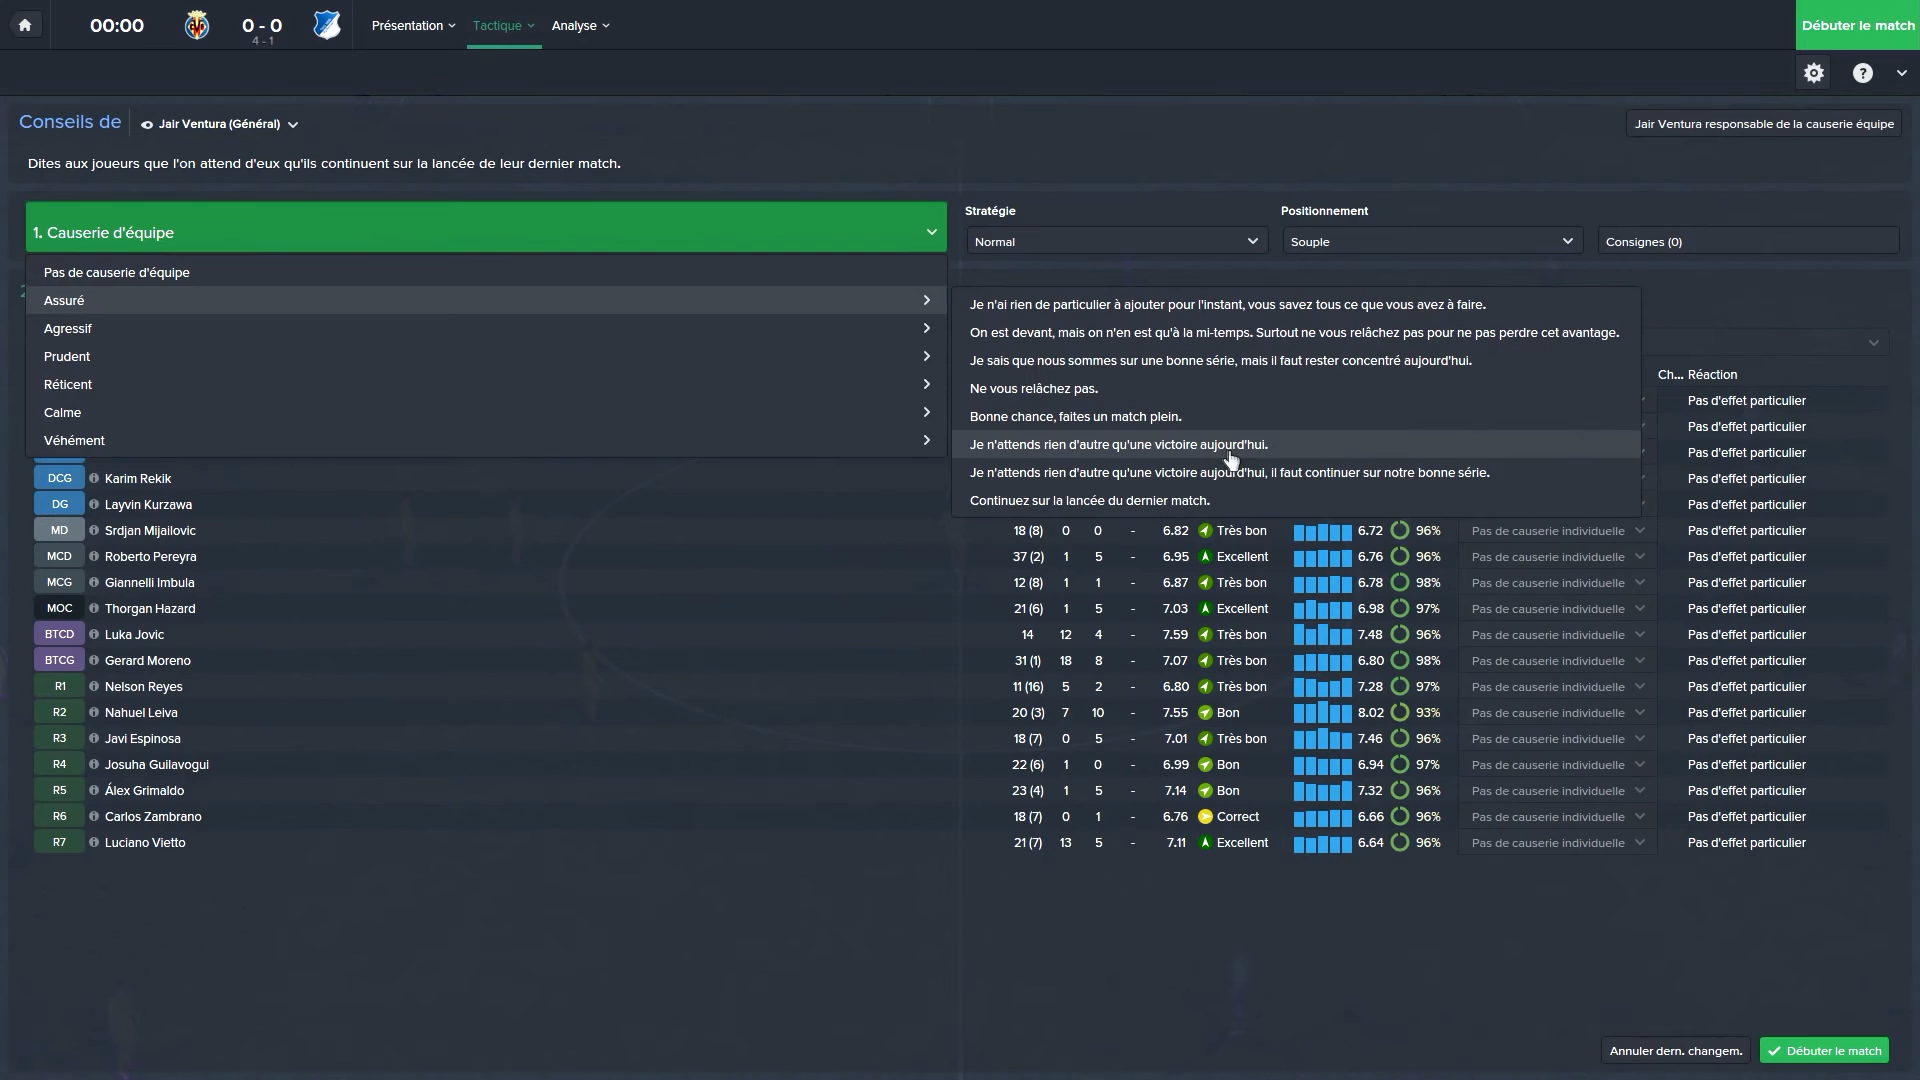 00:00
0 - 0
4 - 1
Présentation
Tactique
Analyse
Débuter le match
?
Conseils de
Jair Ventura (Général)
Jair Ventura responsable de la causerie équipe
Dites aux joueurs que l'on attend d'eux qu'ils continuent sur la lancée de leur dernier match.
1. Causerie d'équipe
Stratégie
Normal
Positionnement
Souple
Consignes (0)
Pas de causerie d'équipe
Assuré
Agressif
Prudent
Réticent
Calme
Véhément
Je n'ai rien de particulier à ajouter pour l'instant, vous savez tous ce que vous avez à faire.
On est devant, mais on n'en est qu'à la mi-temps. Surtout ne vous relâchez pas pour ne pas perdre cet avantage.
Je sais que nous sommes sur une bonne série, mais il faut rester concentré aujourd'hui.
Ne vous relâchez pas.
Bonne chance, faites un match plein.
Je n'attends rien d'autre qu'une victoire aujourd'hui.
Je n'attends rien d'autre qu'une victoire aujourd'hui, il faut continuer sur notre bonne série.
Continuez sur la lancée du dernier match.
Ch... Réaction
Pas d'effet particulier
Pas d'effet particulier
Pas d'effet particulier
DCG Karim Rekik Pas d'effet particulier
DG Layvin Kurzawa Pas d'effet particulier
MD Srdjan Mijailovic 18 (8) 0 0 - 6.82 Très bon 6.72 96% Pas de causerie individuelle Pas d'effet particulier
MCD Roberto Pereyra 37 (2) 1 5 - 6.95 Excellent 6.76 96% Pas de causerie individuelle Pas d'effet particulier
MCG Giannelli Imbula 12 (8) 1 1 - 6.87 Très bon 6.78 98% Pas de causerie individuelle Pas d'effet particulier
MOC Thorgan Hazard 21 (6) 1 5 - 7.03 Excellent 6.98 97% Pas de causerie individuelle Pas d'effet particulier
BTCD Luka Jovic 14 12 4 - 7.59 Très bon 7.48 96% Pas de causerie individuelle Pas d'effet particulier
BTCG Gerard Moreno 31 (1) 18 8 - 7.07 Très bon 6.80 98% Pas de causerie individuelle Pas d'effet particulier
R1 Nelson Reyes 11 (16) 5 2 - 6.80 Très bon 7.28 97% Pas de causerie individuelle Pas d'effet particulier
R2 Nahuel Leiva 20 (3) 7 10 - 7.55 Bon 8.02 93% Pas de causerie individuelle Pas d'effet particulier
R3 Javi Espinosa 18 (7) 0 5 - 7.01 Très bon 7.46 96% Pas de causerie individuelle Pas d'effet particulier
R4 Josuha Guilavogui 22 (6) 1 0 - 6.99 Bon 6.94 97% Pas de causerie individuelle Pas d'effet particulier
R5 Álex Grimaldo 23 (4) 1 5 - 7.14 Bon 7.32 96% Pas de causerie individuelle Pas d'effet particulier
R6 Carlos Zambrano 18 (7) 0 1 - 6.76 Correct 6.66 96% Pas de causerie individuelle Pas d'effet particulier
R7 Luciano Vietto 21 (7) 13 5 - 7.11 Excellent 6.64 96% Pas de causerie individuelle Pas d'effet particulier
Annuler dern. changem.
Débuter le match